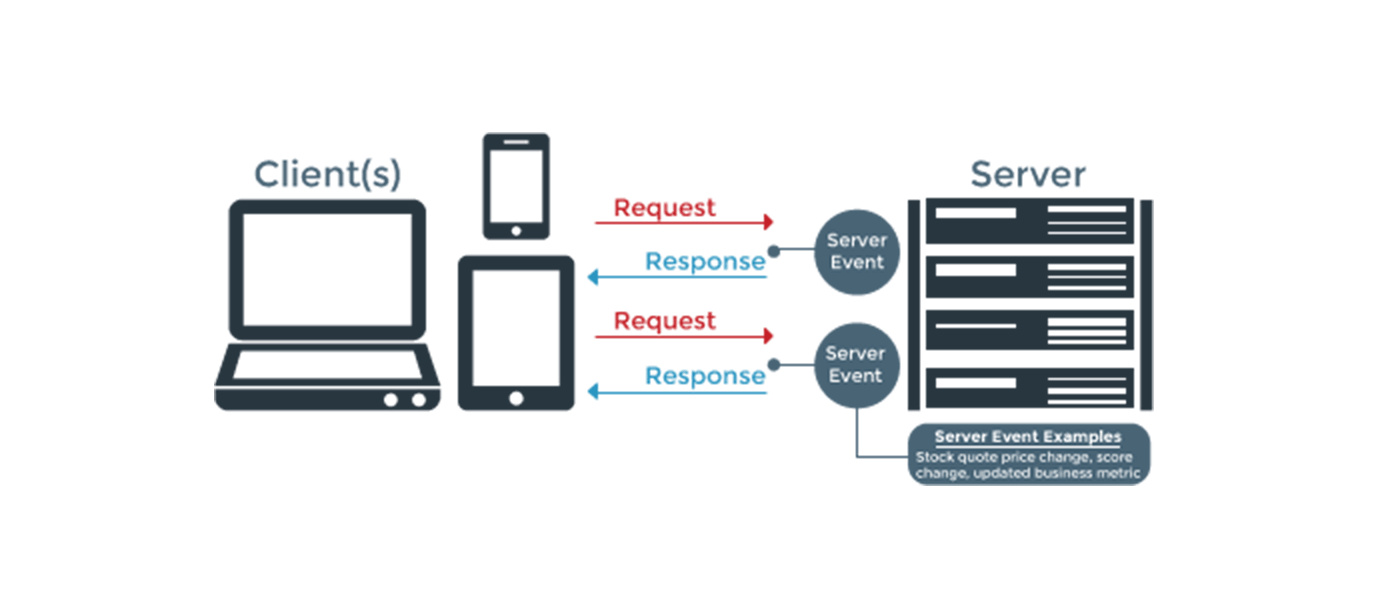 Client(s)
Server
Request
Server
Event
Response
Request
Server
Event
Response
Server Event Examples
Stock quote price change, score
change, updated business metric